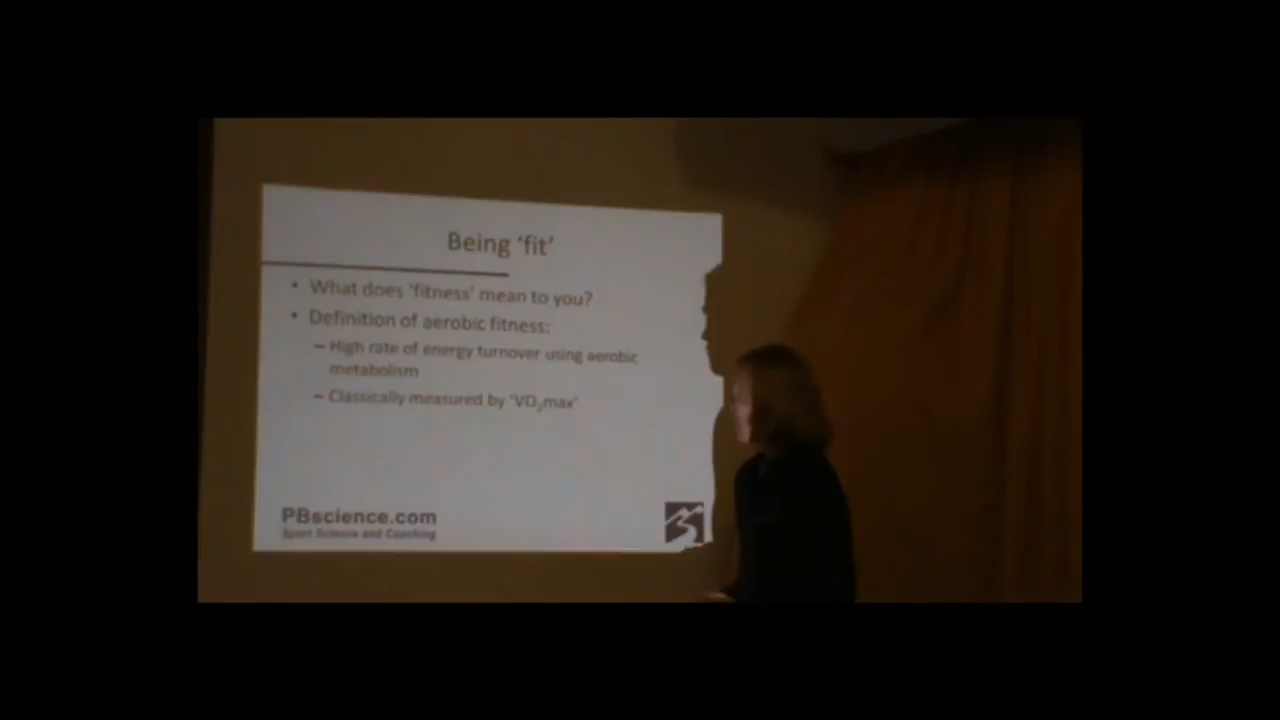 Being ‘fit’
• What does ‘fitness’ mean to you?
• Definition of aerobic fitness:
– High rate of energy turnover using aerobic
metabolism
– Classically measured by ‘VO₂max’
PBscience.com
Sport Science and Coaching